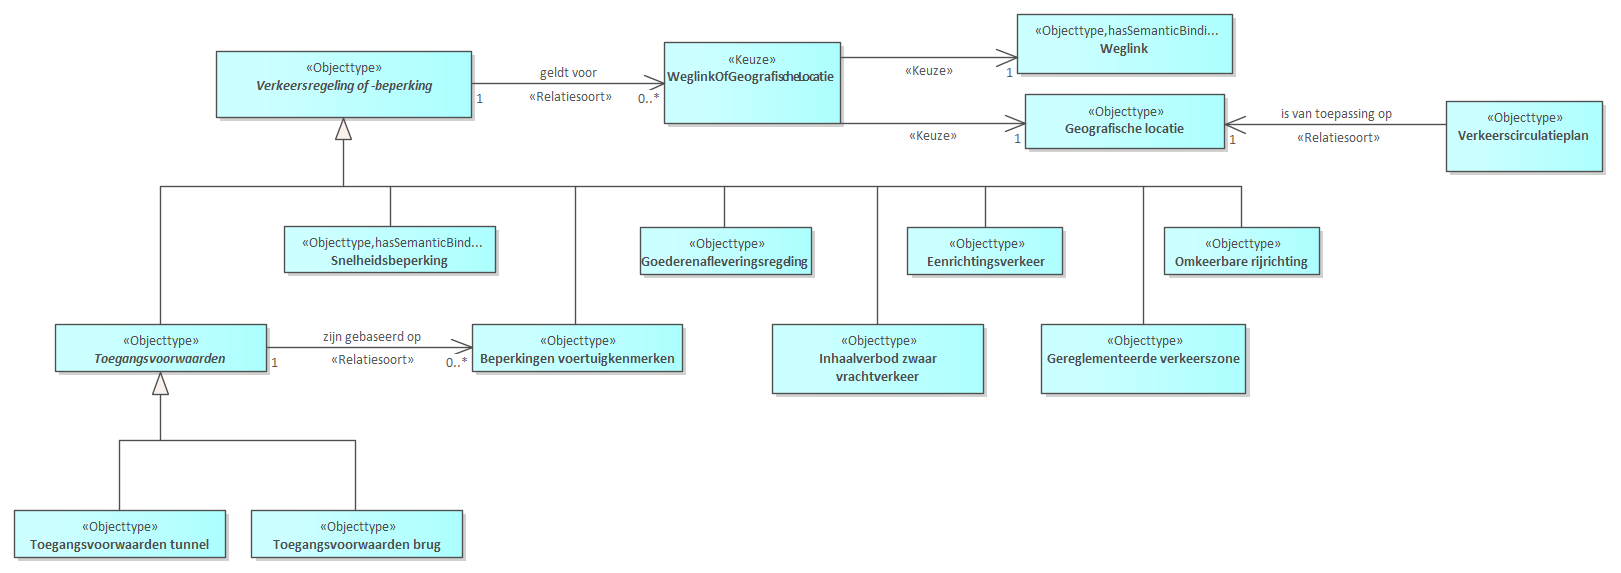 «Objecttype»
Verkeersregeling of -beperking
1
geldt voor
«Relatiesoort»
0..*
«Keuze»
WeglinkOfGeografischeLocatie
«Keuze»
1
«Objecttype,hasSemanticBindi...
Weglink
«Keuze»
1
«Objecttype»
Geografische locatie
1
is van toepassing op
«Relatiesoort»
«Objecttype»
Verkeerscirculatieplan
«Objecttype,hasSemanticBind...
Snelheidsbeperking
«Objecttype»
Goederenafleveringsregeling
«Objecttype»
Eenrichtingsverkeer
«Objecttype»
Omkeerbare rijrichting
«Objecttype»
Toegangsvoorwaarden
1
zijn gebaseerd op
«Relatiesoort»
0..*
«Objecttype»
Beperkingen voertuigkenmerken
«Objecttype»
Inhaalverbod zwaar
vrachtverkeer
«Objecttype»
Gereglementeerde verkeerszone
«Objecttype»
Toegangsvoorwaarden tunnel
«Objecttype»
Toegangsvoorwaarden brug